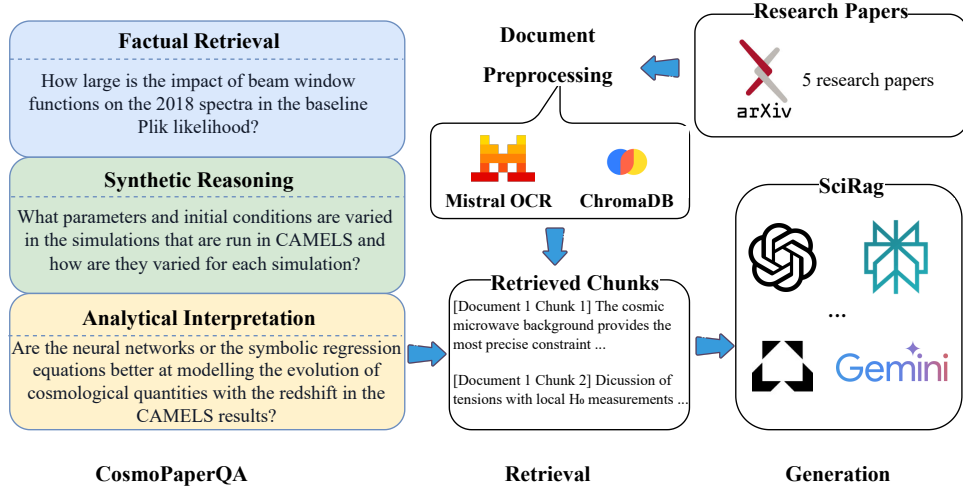 Factual Retrieval
How large is the impact of beam window
functions on the 2018 spectra in the baseline
Plik likelihood?
Synthetic Reasoning
What parameters and initial conditions are varied
in the simulations that are run in CAMELS and
how are they varied for each simulation?
Analytical Interpretation
Are the neural networks or the symbolic regression
equations better at modelling the evolution of
cosmological quantities with the redshift in the
CAMELS results?
CosmoPaperQA
Document
Preprocessing
Mistral OCR
ChromaDB
Retrieved Chunks
[Document 1 Chunk 1] The cosmic
microwave background provides the
most precise constraint ...
[Document 1 Chunk 2] Dicussion of
tensions with local H₀ measurements ...
Retrieval
Research Papers
arXiv
5 research papers
SciRag
...
Gemini
Generation